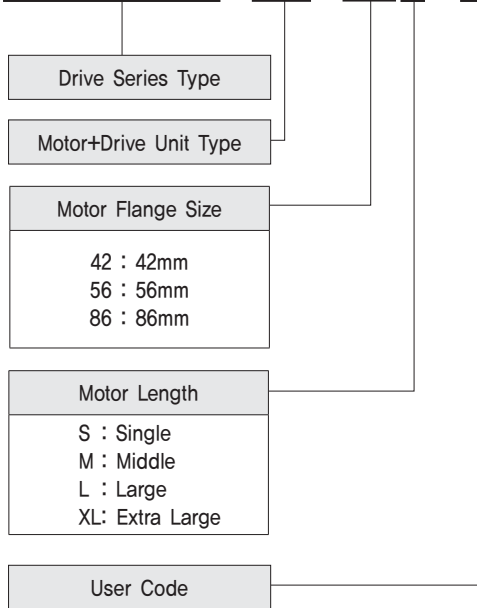 Drive Series Type
Motor+Drive Unit Type
Motor Flange Size
42 : 42mm
56 : 56mm
86 : 86mm
Motor Length
S : Single
M : Middle
L : Large
XL: Extra Large
User Code